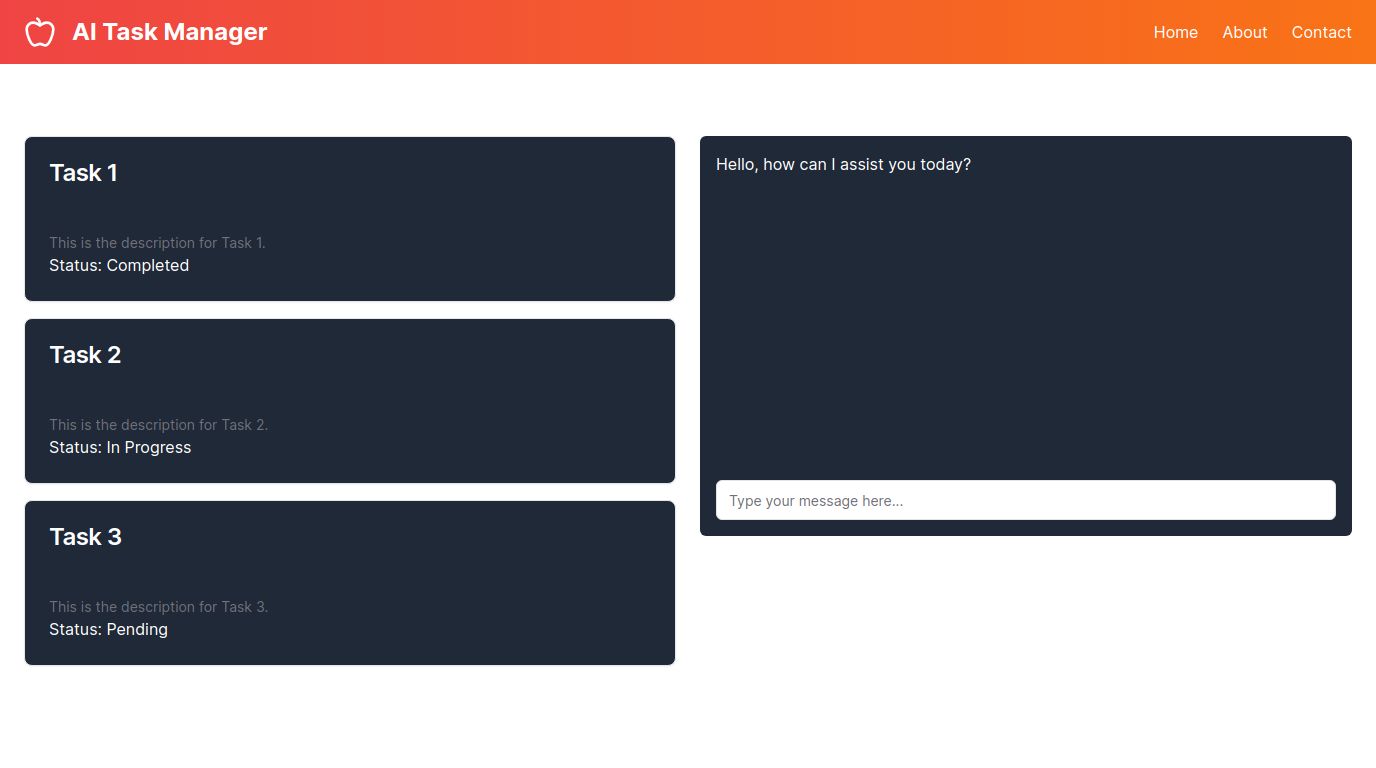 AI Task Manager
Home About Contact
Task 1
This is the description for Task 1.
Status: Completed
Task 2
This is the description for Task 2.
Status: In Progress
Task 3
This is the description for Task 3.
Status: Pending
Hello, how can I assist you today?
Type your message here...